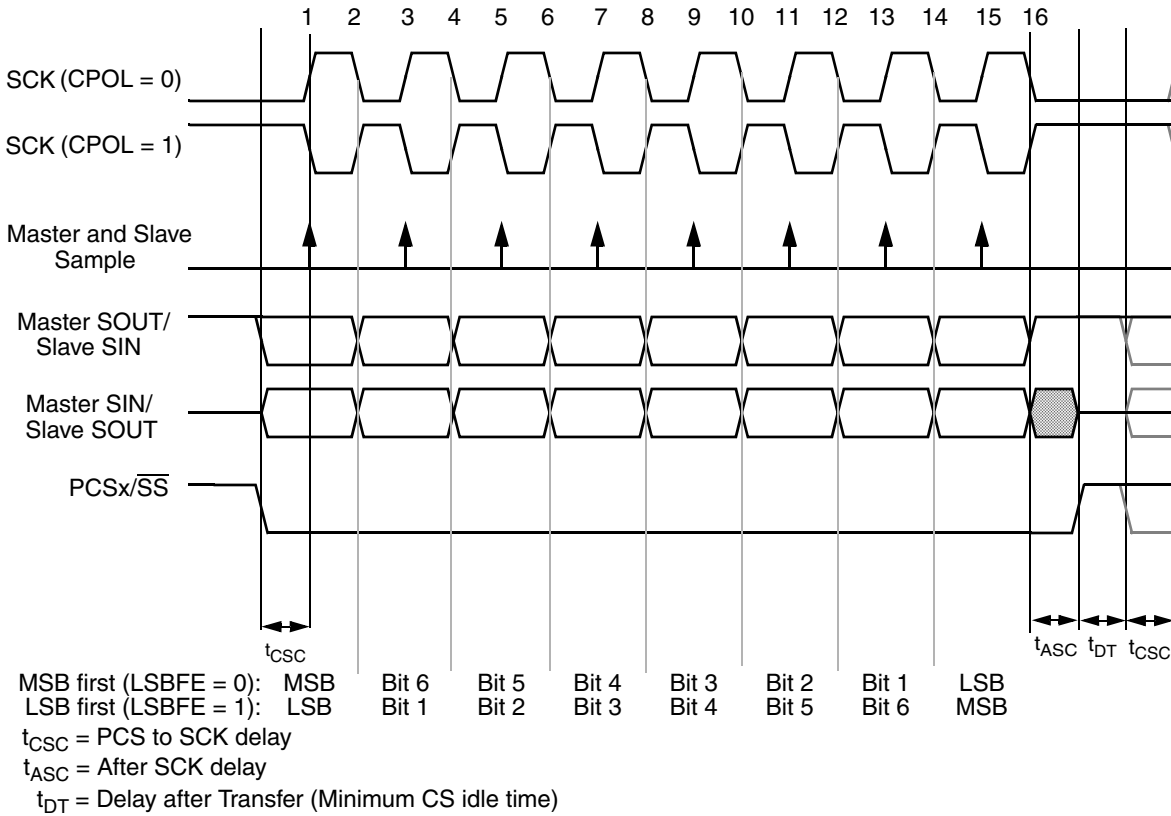 1 2 3 4 5 6 7 8 9 10 11 12 13 14 15 16
SCK (CPOL = 0)
SCK (CPOL = 1)
Master and Slave
Sample
Master SOUT/
Slave SIN
Master SIN/
Slave SOUT
PCSx/SS
tCSC
tASC tDT tCSC
MSB first (LSBFE = 0): MSB Bit 6 Bit 5 Bit 4 Bit 3 Bit 2 Bit 1 LSB
LSB first (LSBFE = 1): LSB Bit 1 Bit 2 Bit 3 Bit 4 Bit 5 Bit 6 MSB
tCSC = PCS to SCK delay
tASC = After SCK delay
tDT = Delay after Transfer (Minimum CS idle time)